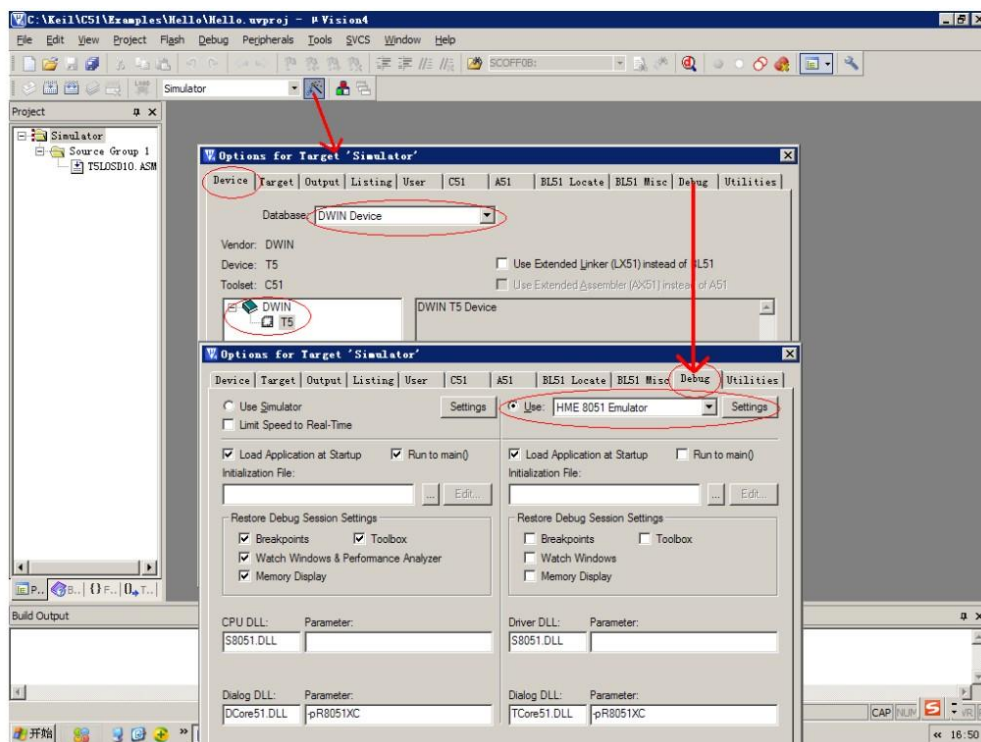 C:\Keil\C51\Examples\Hello\Hello.uvproj - µVision4
File Edit View Project Flash Debug Peripherals Tools SVCS Window Help
SCOFF0B:
Simulator
Project
Simulator
Source Group 1
T5LOSD10.ASM
Options for Target 'Simulator'
Device Target Output Listing User C51 A51 BL51 Locate BL51 Misc Debug Utilities
Database: DWIN Device
Vendor: DWIN
Device: T5
Use Extended Linker (LX51) instead of BL51
Toolset: C51
Use Extended Assembler (AX51) instead of A51
DWIN
T5
DWIN T5 Device
Options for Target 'Simulator'
Device Target Output Listing User C51 A51 BL51 Locate BL51 Misc Debug Utilities
Use Simulator Settings Use: HME 8051 Emulator Settings
Limit Speed to Real-Time
Load Application at Startup Run to main() Load Application at Startup Run to main()
Initialization File: Initialization File:
... Edit... ... Edit...
Restore Debug Session Settings Restore Debug Session Settings
Breakpoints Toolbox Breakpoints Toolbox
Watch Windows & Performance Analyzer Watch Windows
Memory Display Memory Display
P.. B.. {} F.. 0 T..
Build Output
CPU DLL: Parameter: Driver DLL: Parameter:
S8051.DLL S8051.DLL
Dialog DLL: Parameter: Dialog DLL: Parameter:
DCore51.DLL -pR8051XC TCore51.DLL -pR8051XC
CAP NUM
开始 16:50